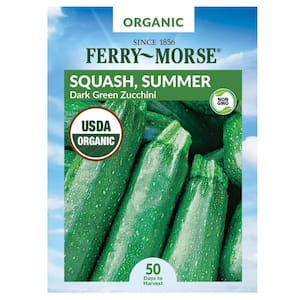 ORGANIC
SINCE 1856
FERRY~MORSE®
SQUASH, SUMMER
Dark Green Zucchini
NON
GMO
USDA
ORGANIC
50
Days to
Harvest